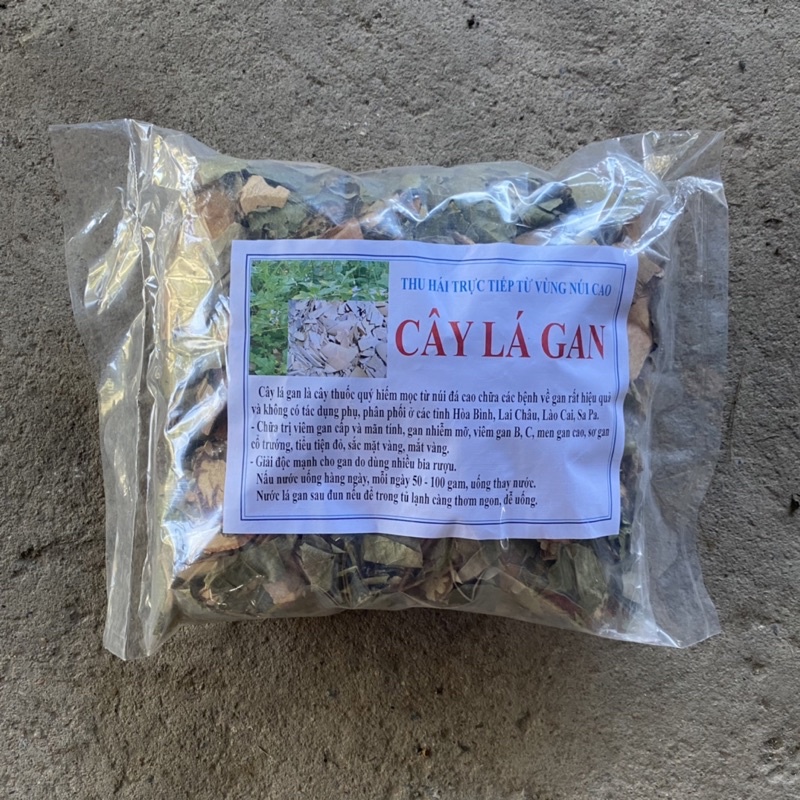 THU HÁI TRỰC TIẾP TỪ VÙNG NÚI CAO
CÂY LÁ GAN
Cây lá gan là cây thuốc quý hiếm mọc từ núi đá cao chữa các bệnh về gan rất hiệu quả
và không có tác dụng phụ, phân phối ở các tỉnh Hòa Bình, Lai Châu, Lào Cai, Sa Pa.
- Chữa trị viêm gan cấp và mãn tính, gan nhiễm mỡ, viêm gan B, C, men gan cao, sơ gan
cổ trướng, tiểu tiện đỏ, sắc mặt vàng, mắt vàng.
- Giải độc mạnh cho gan do dùng nhiều bia rượu.
Nấu nước uống hàng ngày, mỗi ngày 50 - 100 gam, uống thay nước.
Nước lá gan sau đun nếu để trong tủ lạnh càng thơm ngon, dễ uống.